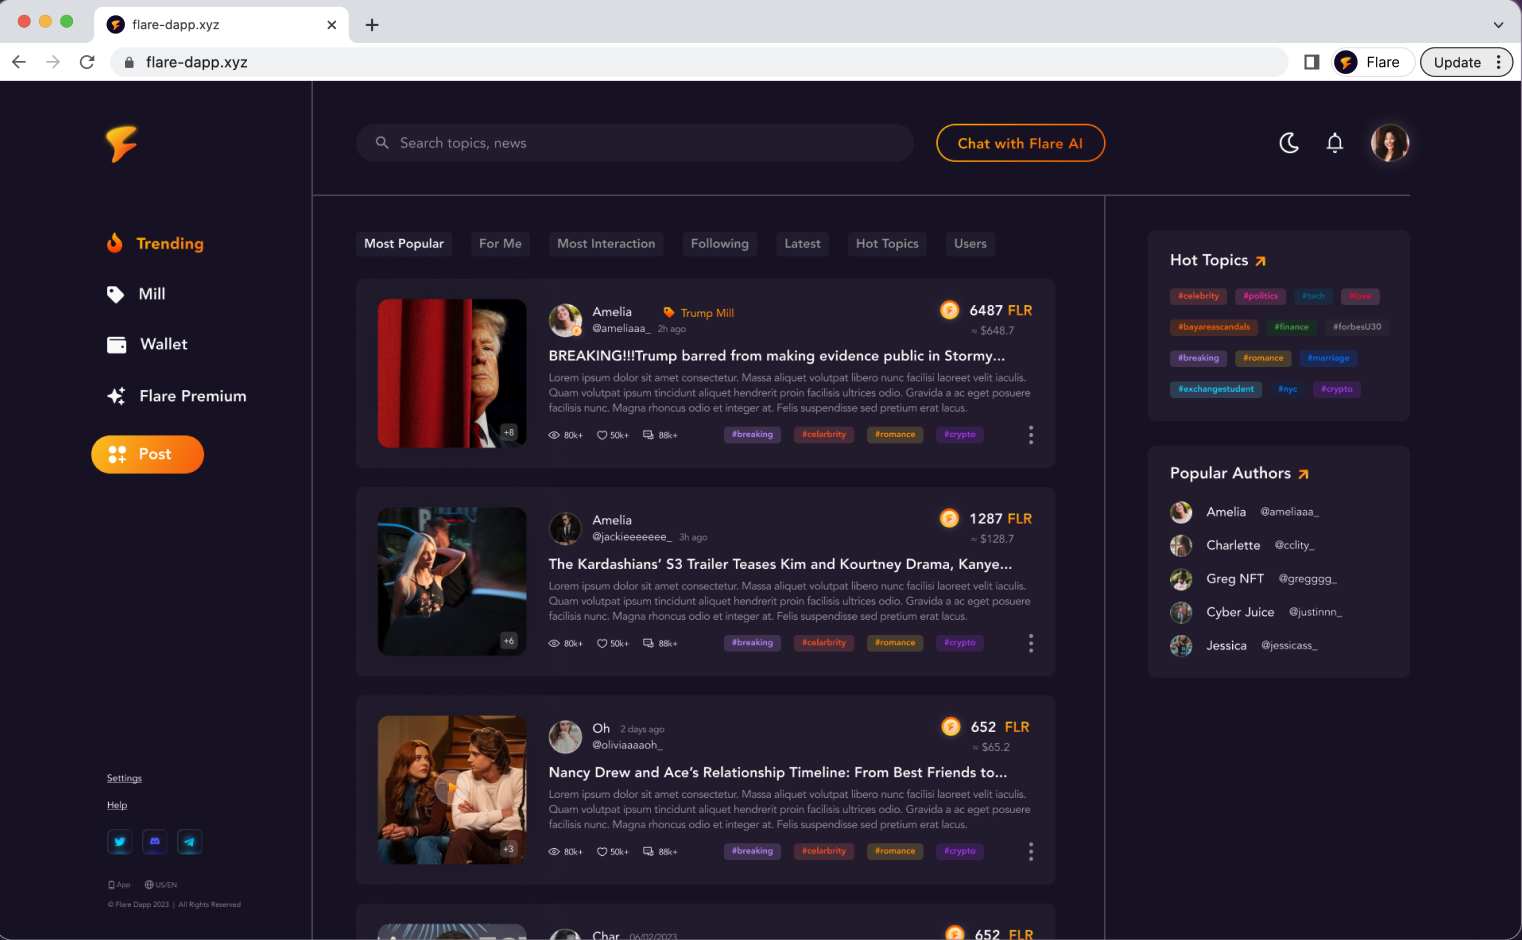 flare-dapp.xyz
flare-dapp.xyz
Flare
Update
Search topics, news
Chat with Flare AI
Trending
Mill
Wallet
Flare Premium
Post
Settings
Help
App
US/EN
© Flare Dapp 2023 | All Rights Reserved
Most Popular
For Me
Most Interaction
Following
Latest
Hot Topics
Users
+8
Amelia
Trump Mill
@ameliaaa_ 2h ago
6487 FLR
≈ $648.7
BREAKING!!!Trump barred from making evidence public in Stormy...
Lorem ipsum dolor sit amet consectetur. Massa aliquet volutpat libero nunc facilisi laoreet velit iaculis.
Quam volutpat ipsum tincidunt aliquet hendrerit proin facilisis ultrices odio. Gravida a ac eget posuere
facilisis nunc. Magna rhoncus odio et integer at. Felis suspendisse sed pretium erat lacus.
80k+ 50k+ 88k+
#breaking #celarbrity #romance #crypto
+6
Amelia
@jackieeeeeee_ 3h ago
1287 FLR
≈ $128.7
The Kardashians’ S3 Trailer Teases Kim and Kourtney Drama, Kanye...
Lorem ipsum dolor sit amet consectetur. Massa aliquet volutpat libero nunc facilisi laoreet velit iaculis.
Quam volutpat ipsum tincidunt aliquet hendrerit proin facilisis ultrices odio. Gravida a ac eget posuere
facilisis nunc. Magna rhoncus odio et integer at. Felis suspendisse sed pretium erat lacus.
80k+ 50k+ 88k+
#breaking #celarbrity #romance #crypto
+3
Oh 2 days ago
@oliviaaaaoh_
652 FLR
≈ $65.2
Nancy Drew and Ace’s Relationship Timeline: From Best Friends to...
Lorem ipsum dolor sit amet consectetur. Massa aliquet volutpat libero nunc facilisi laoreet velit iaculis.
Quam volutpat ipsum tincidunt aliquet hendrerit proin facilisis ultrices odio. Gravida a ac eget posuere
facilisis nunc. Magna rhoncus odio et integer at. Felis suspendisse sed pretium erat lacus.
80k+ 50k+ 88k+
#breaking #celarbrity #romance #crypto
Char 06/02/2023
652 FLR
Hot Topics
#celebrity #politics #tech #love
#bayareascandals #finance #forbesU30
#breaking #romance #marriage
#exchangestudent #nyc #crypto
Popular Authors
Amelia @ameliaaa_
Charlette @cclity_
Greg NFT @gregggg_
Cyber Juice @justinnn_
Jessica @jessicass_